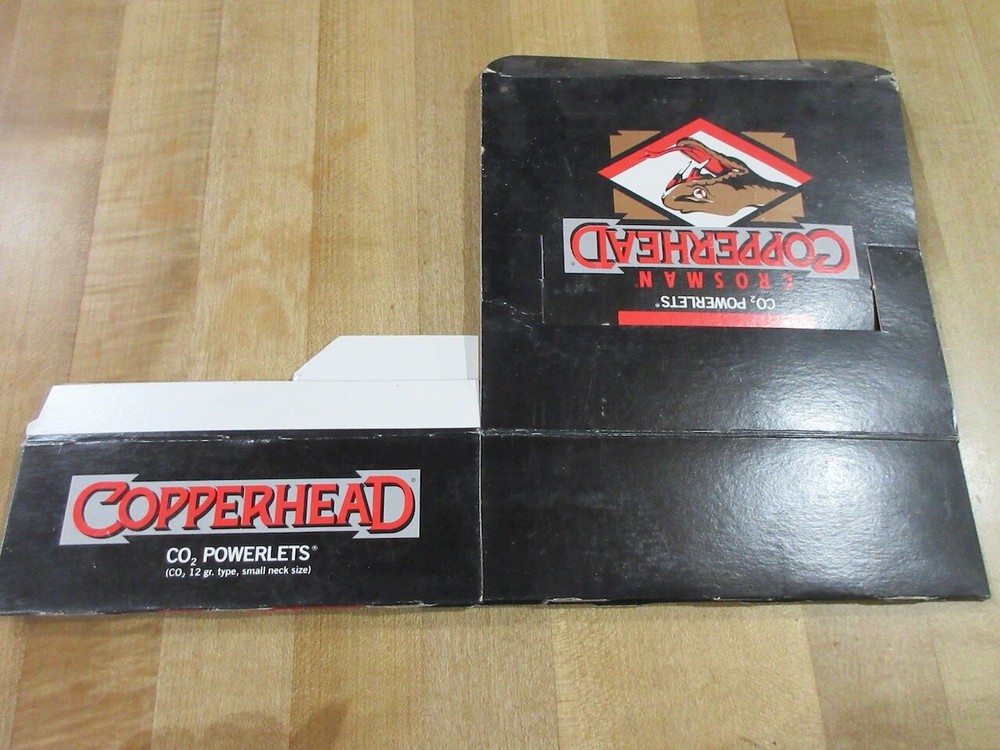 COPPERHEAD®
CROSMAN®
CO₂ POWERLETS®
COPPERHEAD®
CO₂ POWERLETS®
(CO₂ 12 gr. type, small neck size)